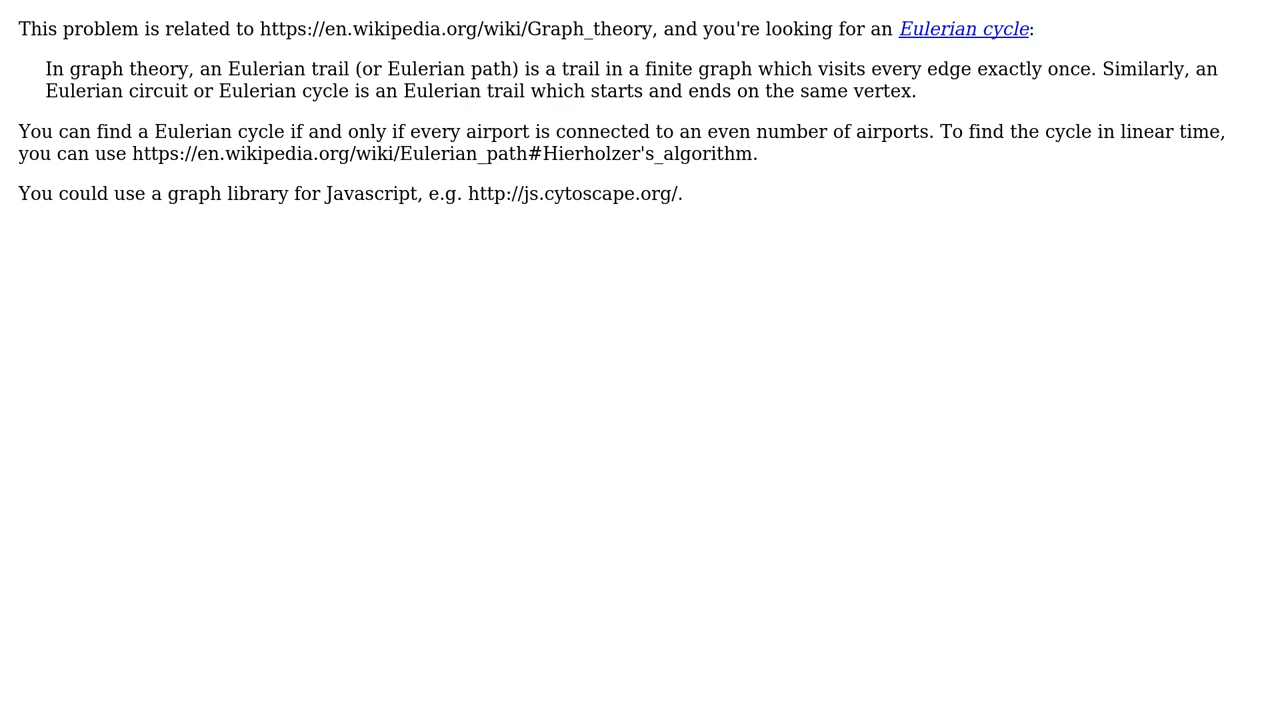 This problem is related to https://en.wikipedia.org/wiki/Graph_theory, and you're looking for an Eulerian cycle:
In graph theory, an Eulerian trail (or Eulerian path) is a trail in a finite graph which visits every edge exactly once. Similarly, an
Eulerian circuit or Eulerian cycle is an Eulerian trail which starts and ends on the same vertex.
You can find a Eulerian cycle if and only if every airport is connected to an even number of airports. To find the cycle in linear time,
you can use https://en.wikipedia.org/wiki/Eulerian_path#Hierholzer's_algorithm.
You could use a graph library for Javascript, e.g. http://js.cytoscape.org/.